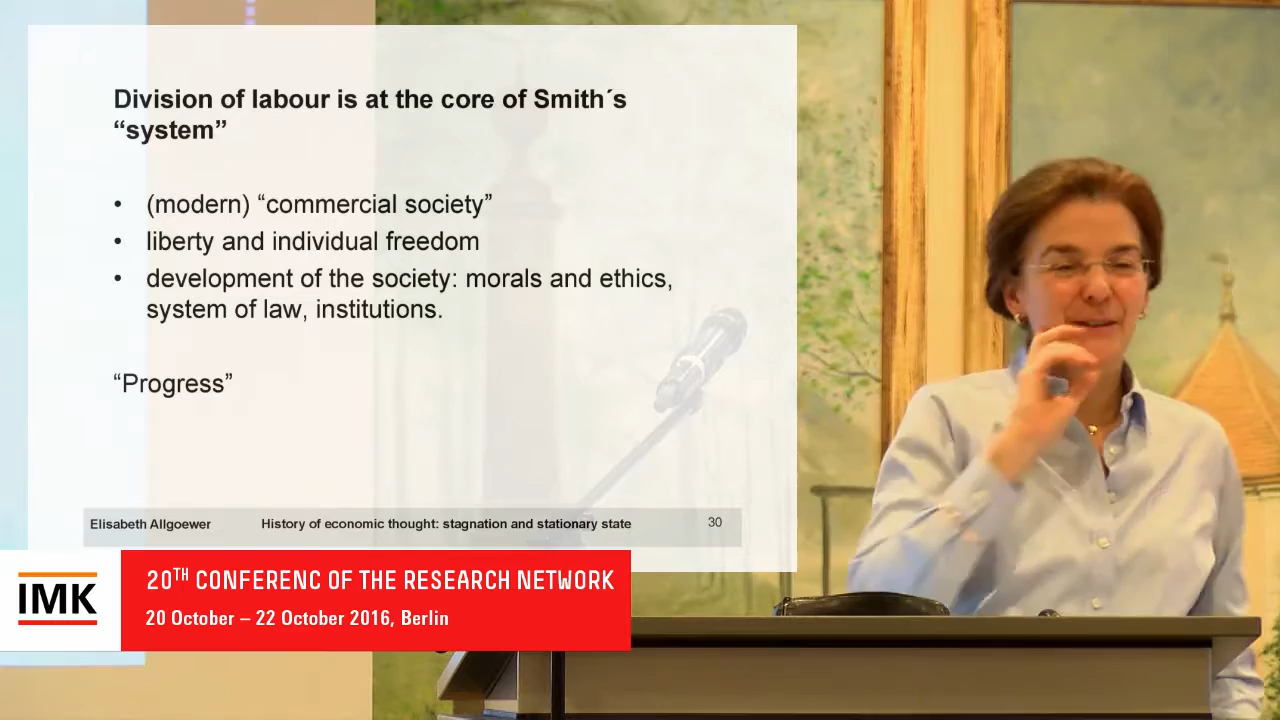 Division of labour is at the core of Smith´s
“system”
• (modern) “commercial society”
• liberty and individual freedom
• development of the society: morals and ethics,
system of law, institutions.
“Progress”
Elisabeth Allgoewer History of economic thought: stagnation and stationary state 30
IMK
20TH CONFERENC OF THE RESEARCH NETWORK
20 October – 22 October 2016, Berlin